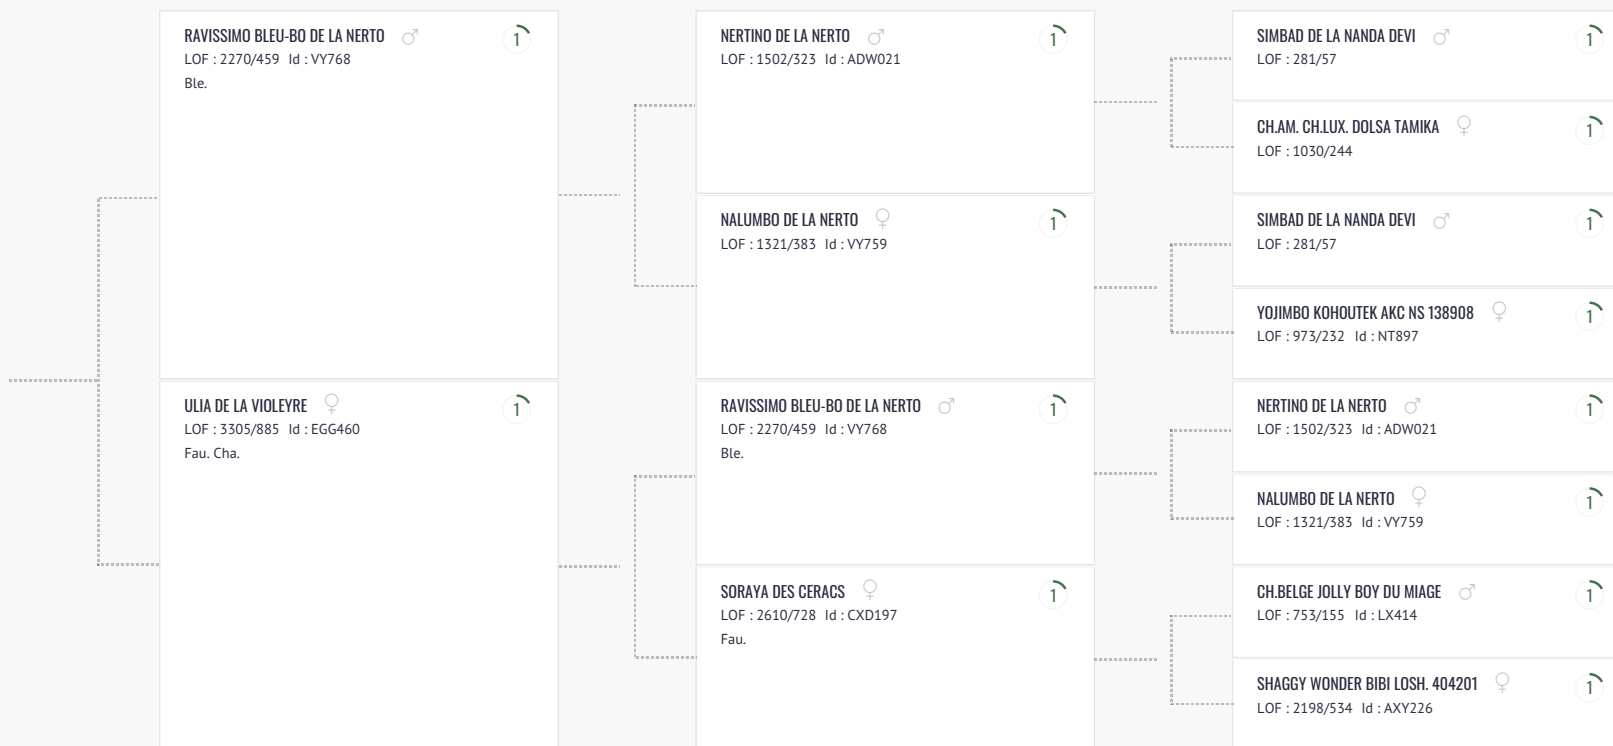 RAVISSIMO BLEU-BO DE LA NERTO
1
LOF : 2270/459 Id : VY768
Ble.
ULIA DE LA VIOLEYRE
1
LOF : 3305/885 Id : EGG460
Fau. Cha.
NERTINO DE LA NERTO
1
LOF : 1502/323 Id : ADW021
NALUMBO DE LA NERTO
1
LOF : 1321/383 Id : VY759
RAVISSIMO BLEU-BO DE LA NERTO
1
LOF : 2270/459 Id : VY768
Ble.
SORAYA DES CERACS
1
LOF : 2610/728 Id : CXD197
Fau.
SIMBAD DE LA NANDA DEVI
1
LOF : 281/57
CH.AM. CH.LUX. DOLSA TAMIKA
1
LOF : 1030/244
SIMBAD DE LA NANDA DEVI
1
LOF : 281/57
YOJIMBO KOHOUTEK AKC NS 138908
1
LOF : 973/232 Id : NT897
NERTINO DE LA NERTO
1
LOF : 1502/323 Id : ADW021
NALUMBO DE LA NERTO
1
LOF : 1321/383 Id : VY759
CH.BELGE JOLLY BOY DU MIAGE
1
LOF : 753/155 Id : LX414
SHAGGY WONDER BIBI LOSH. 404201
1
LOF : 2198/534 Id : AXY226